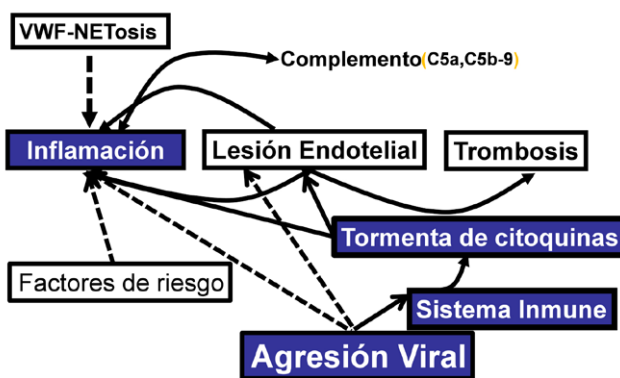 VWF-NETosis
Complemento(C5a,C5b-9)
Inflamación
Lesión Endotelial
Trombosis
Tormenta de citoquinas
Factores de riesgo
Sistema Inmune
Agresión Viral